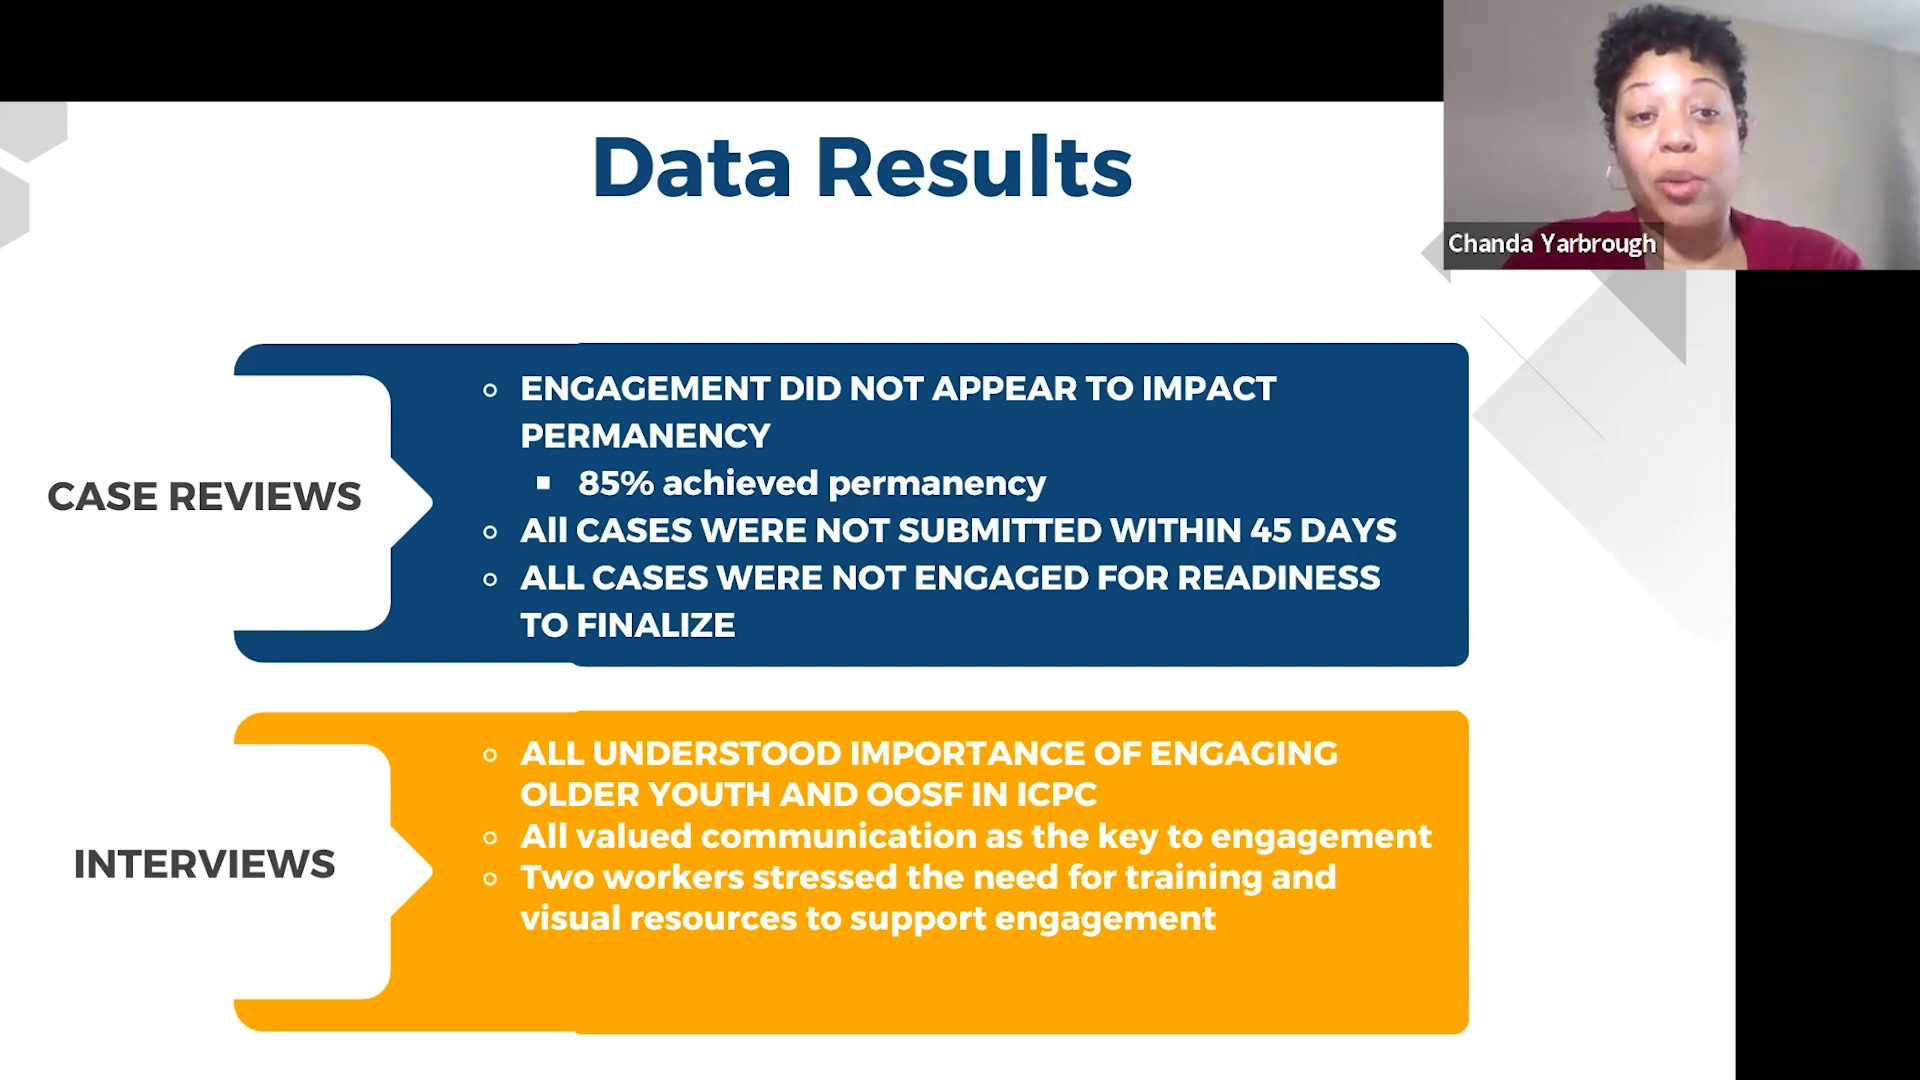 Data Results
Chanda Yarbrough
CASE REVIEWS
ENGAGEMENT DID NOT APPEAR TO IMPACT
PERMANENCY
85% achieved permanency
All CASES WERE NOT SUBMITTED WITHIN 45 DAYS
ALL CASES WERE NOT ENGAGED FOR READINESS
TO FINALIZE
INTERVIEWS
ALL UNDERSTOOD IMPORTANCE OF ENGAGING
OLDER YOUTH AND OOSF IN ICPC
All valued communication as the key to engagement
Two workers stressed the need for training and
visual resources to support engagement